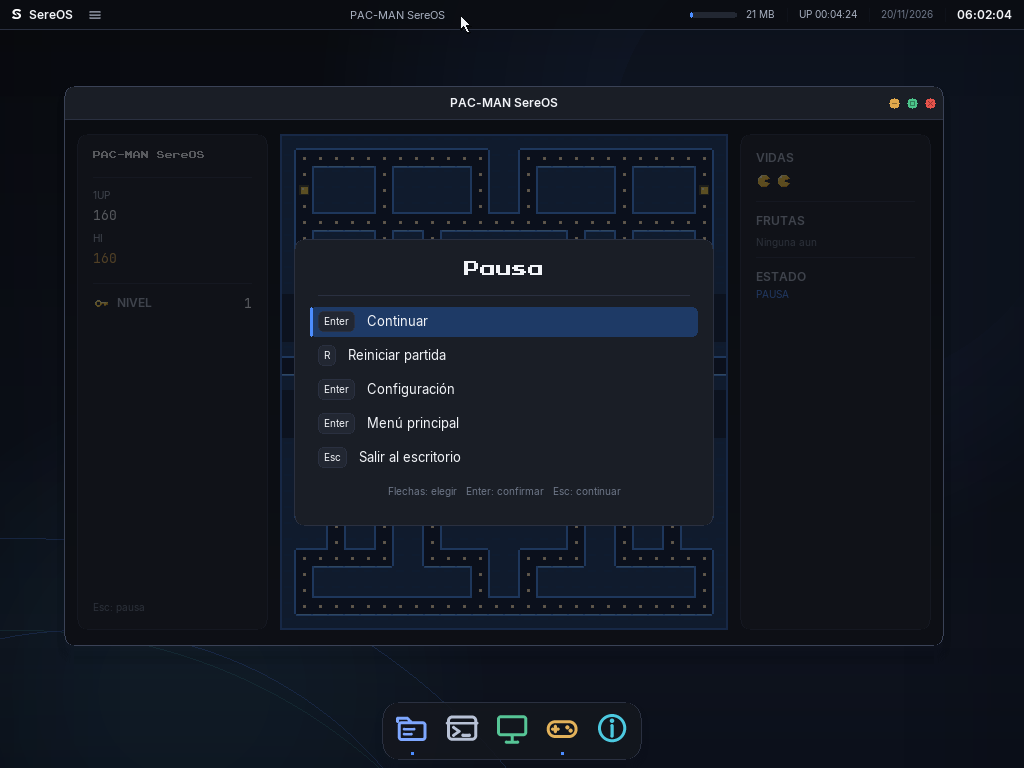 S SereOS
PAC-MAN SereOS
21 MB
UP 00:04:24
20/11/2026
06:02:04
PAC-MAN SereOS
PAC-MAN SereOS
1UP
160
HI
160
NIVEL 1
Esc: pausa
VIDAS
FRUTAS
Ninguna aun
ESTADO
PAUSA
Pausa
Enter Continuar
R Reiniciar partida
Enter Configuración
Enter Menú principal
Esc Salir al escritorio
Flechas: elegir Enter: confirmar Esc: continuar